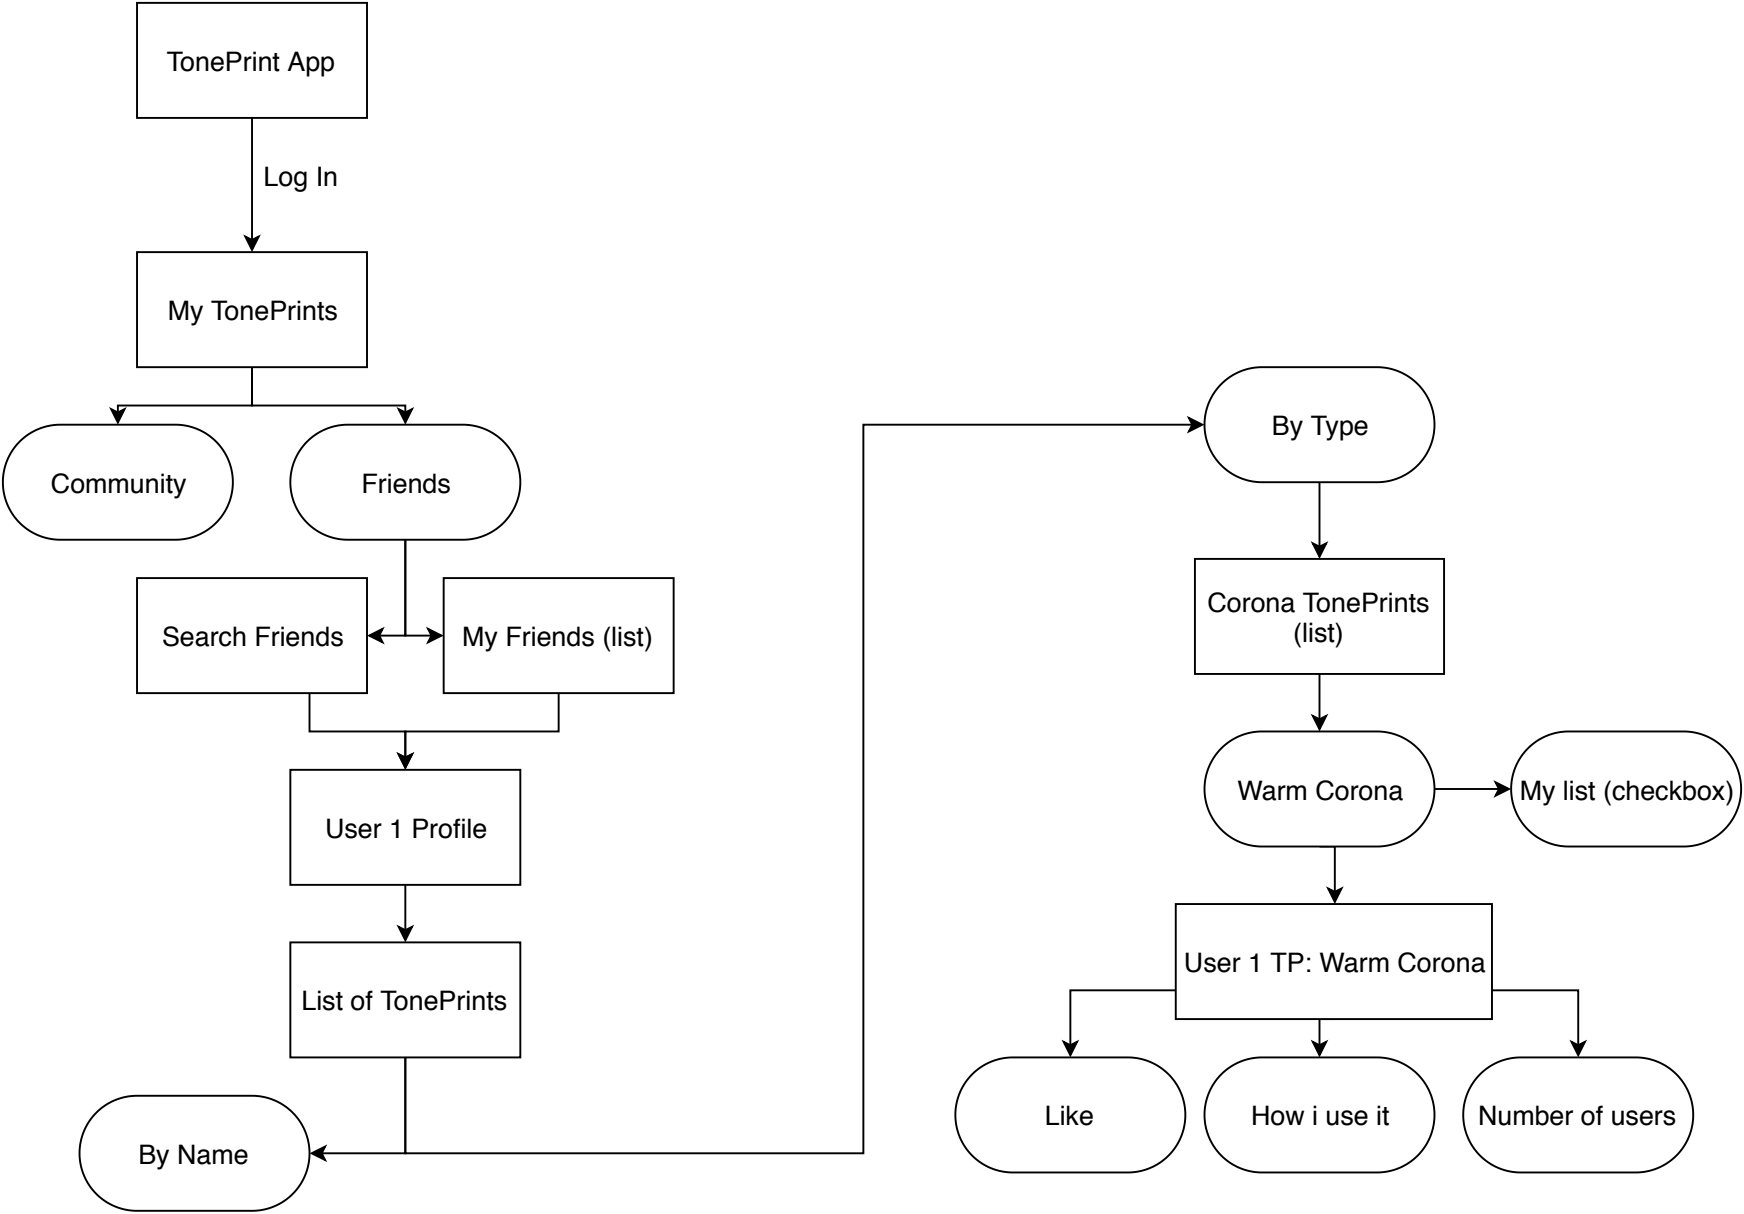 TonePrint App
Log In
My TonePrints
Community
Friends
Search Friends
My Friends (list)
User 1 Profile
List of TonePrints
By Name
By Type
Corona TonePrints
(list)
Warm Corona
My list (checkbox)
User 1 TP: Warm Corona
Like
How i use it
Number of users